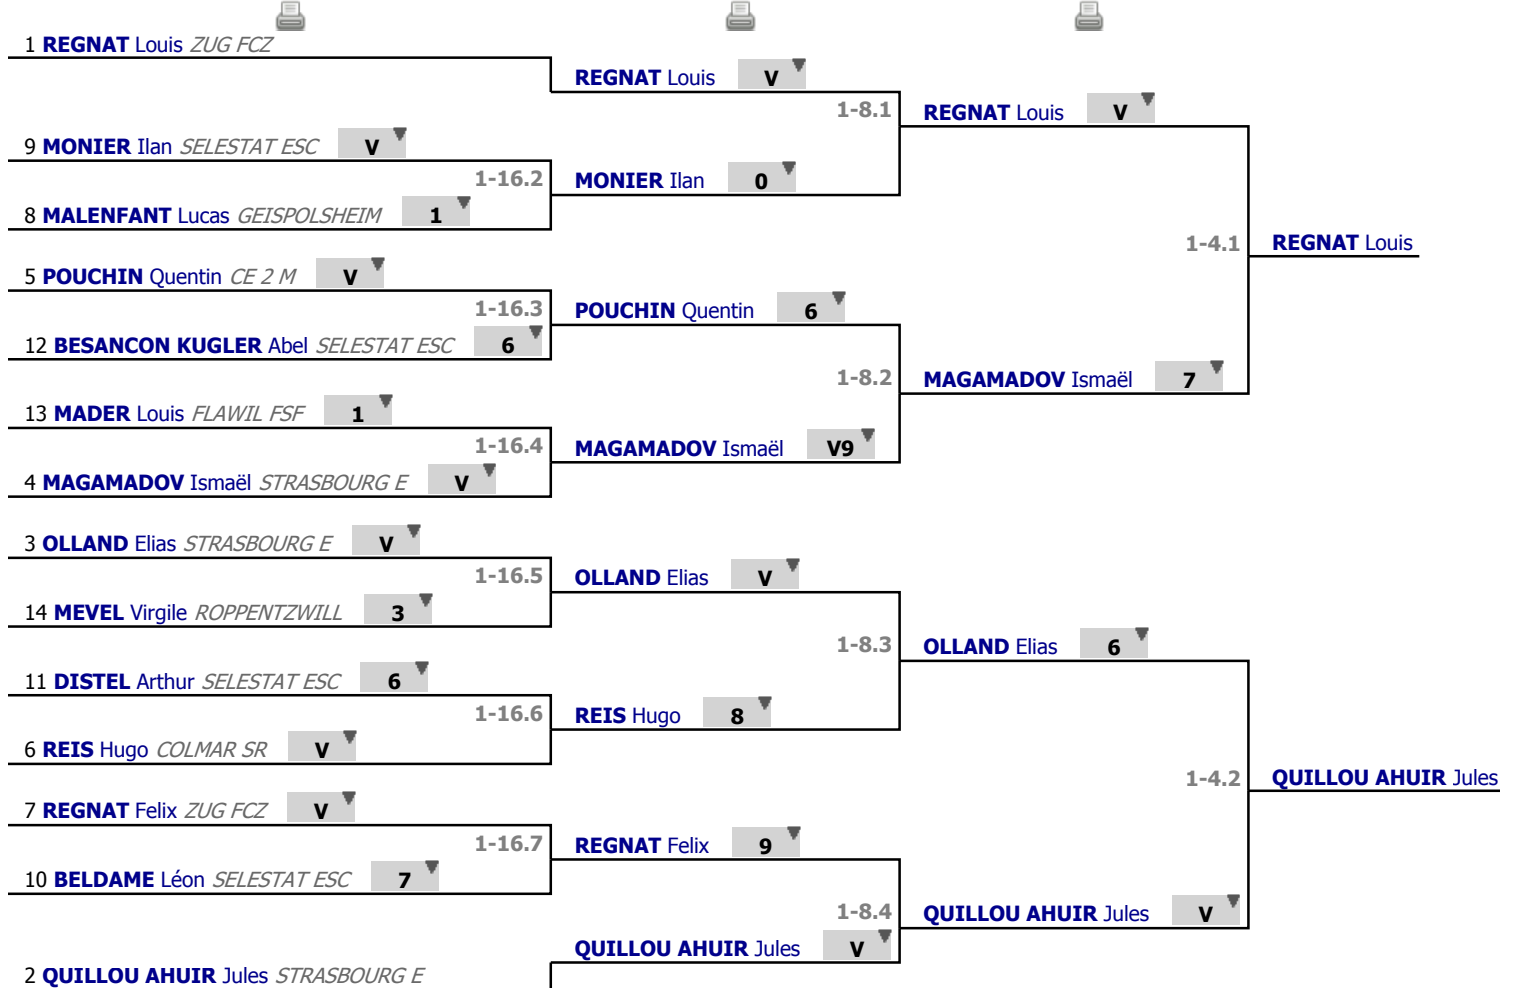 1 REGNAT Louis ZUG FCZ
9 MONIER Ilan SELESTAT ESC V
1-16.2
8 MALENFANT Lucas GEISPOLSHEIM 1
5 POUCHIN Quentin CE 2 M V
1-16.3
12 BESANCON KUGLER Abel SELESTAT ESC 6
13 MADER Louis FLAWIL FSF 1
1-16.4
4 MAGAMADOV Ismaël STRASBOURG E V
3 OLLAND Elias STRASBOURG E V
1-16.5
14 MEVEL Virgile ROPPENTZWILL 3
11 DISTEL Arthur SELESTAT ESC 6
1-16.6
6 REIS Hugo COLMAR SR V
7 REGNAT Felix ZUG FCZ V
1-16.7
10 BELDAME Léon SELESTAT ESC 7
2 QUILLOU AHUIR Jules STRASBOURG E
REGNAT Louis V
1-8.1
MONIER Ilan 0
POUCHIN Quentin 6
1-8.2
MAGAMADOV Ismaël V9
OLLAND Elias V
1-8.3
REIS Hugo 8
REGNAT Felix 9
1-8.4
QUILLOU AHUIR Jules V
REGNAT Louis V
1-4.1
MAGAMADOV Ismaël 7
OLLAND Elias 6
1-4.2
QUILLOU AHUIR Jules V
REGNAT Louis
QUILLOU AHUIR Jules